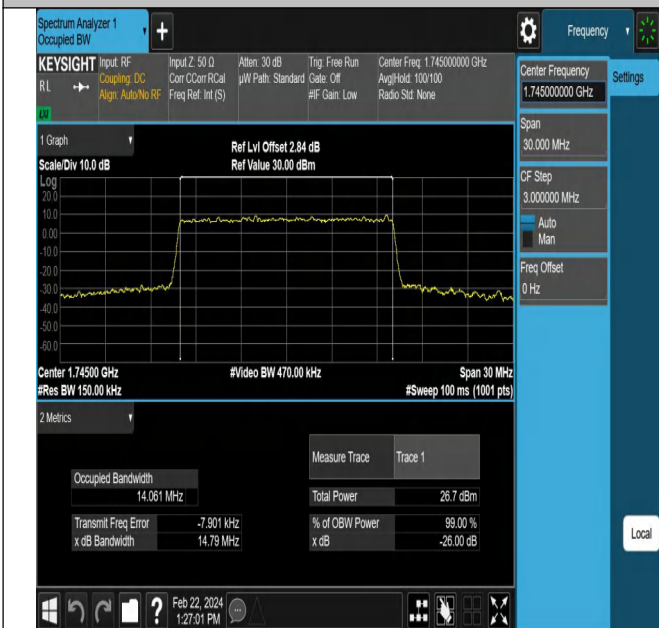 Spectrum Analyzer 1
Occupied BW
+
Frequency
KEYSIGHT
RL
LXI
Input: RF
Coupling: DC
Align: Auto/No RF
Input Z: 50 Ω
Corr CCorr RCal
Freq Ref: Int (S)
Atten: 30 dB
µW Path: Standard
Trig: Free Run
Gate: Off
#IF Gain: Low
Center Freq: 1.745000000 GHz
Avg|Hold: 100/100
Radio Std: None
Center Frequency
1.745000000 GHz
Settings
Span
30.000 MHz
CF Step
3.000000 MHz
Auto
Man
Freq Offset
0 Hz
1 Graph
Scale/Div 10.0 dB
Ref Lvl Offset 2.84 dB
Ref Value 30.00 dBm
Log
20.0
10.0
0.00
-10.0
-20.0
-30.0
-40.0
-50.0
-60.0
Center 1.74500 GHz
#Video BW 470.00 kHz
Span 30 MHz
#Res BW 150.00 kHz
#Sweep 100 ms (1001 pts)
2 Metrics
Measure Trace Trace 1
Occupied Bandwidth
14.061 MHz
Total Power 26.7 dBm
Transmit Freq Error -7.901 kHz
% of OBW Power 99.00 %
x dB Bandwidth 14.79 MHz
x dB -26.00 dB
Local
?
Feb 22, 2024
1:27:01 PM